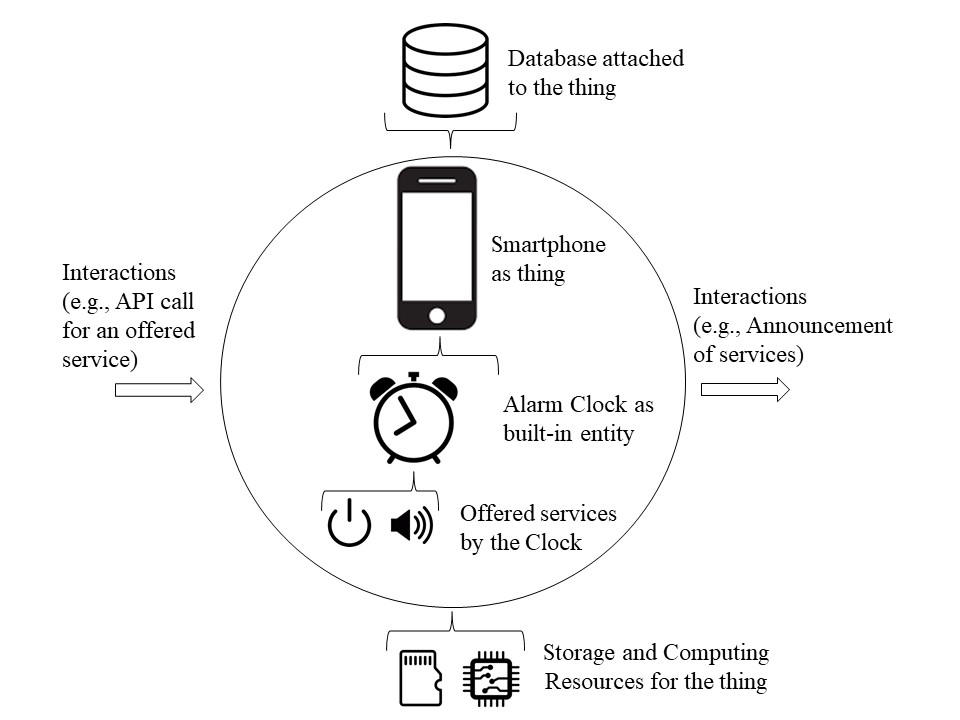 Database attached
to the thing
Smartphone
as thing
Interactions
(e.g., API call
for an offered
service)
Interactions
(e.g., Announcement
of services)
Alarm Clock as
built-in entity
Offered services
by the Clock
Storage and Computing
Resources for the thing